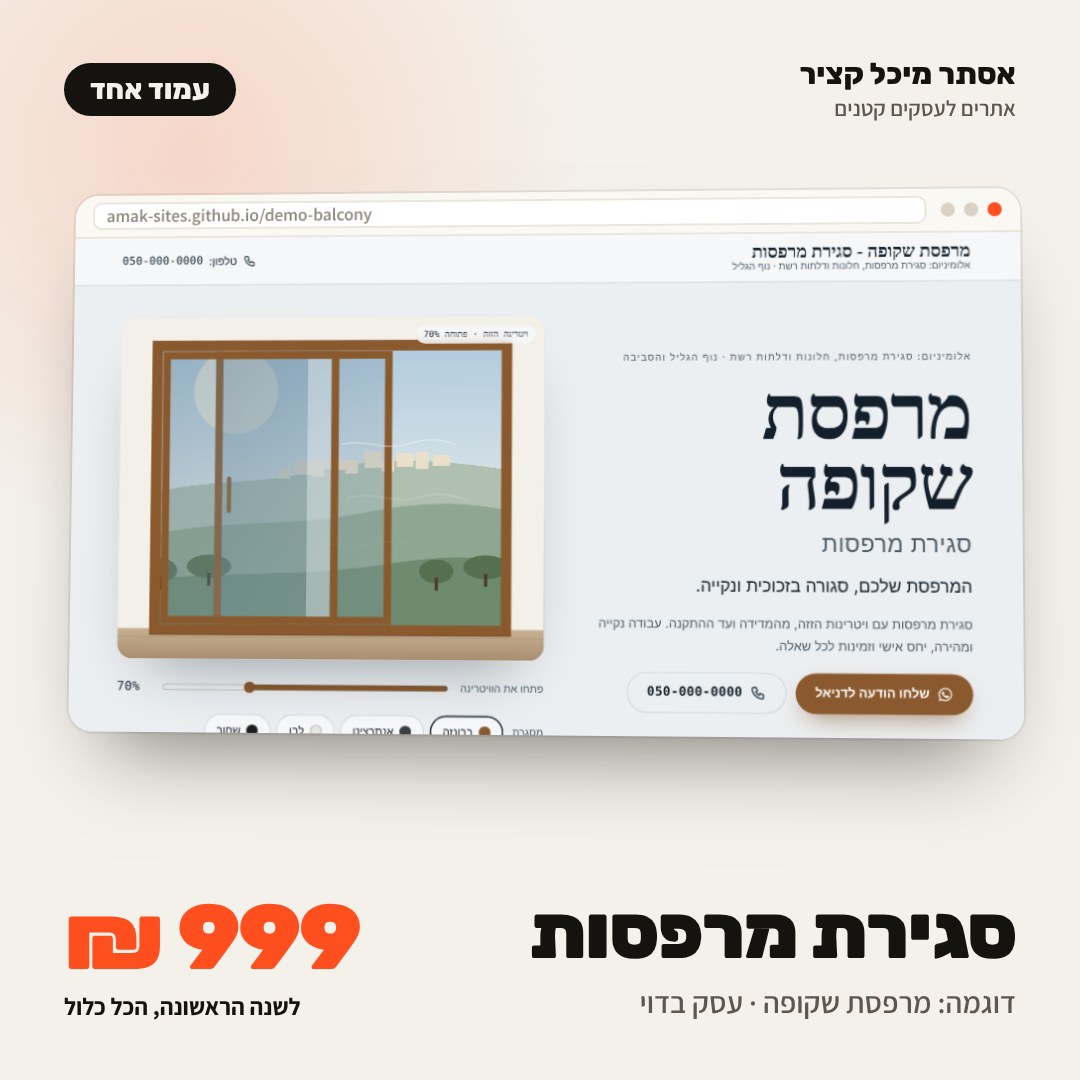 אסתר מיכל קציר
אתרים לעסקים קטנים
עמוד אחד
amak-sites.github.io/demo-balcony
מרפסת שקופה - סגירת מרפסות
אלומיניום: סגירת מרפסות, חלונות ודלתות רשת · נוף הגליל
טלפון: 050-000-0000
אלומיניום: סגירת מרפסות, חלונות ודלתות רשת · נוף הגליל והסביבה
מרפסת
שקופה
סגירת מרפסות
המרפסת שלכם, סגורה בזכוכית ונקייה.
סגירת מרפסות עם ויטרינות הזזה, מהמדידה ועד ההתקנה. עבודה נקייה
ומהירה, יחס אישי וזמינות לכל שאלה.
שלחו הודעה לדניאל
050-000-0000
ויטרינה הזזה · פתוחה 70%
פתחו את הוויטרינה
70%
מסגרת
ברונזה
אנתרציט
לבן
שחור
סגירת מרפסות
דוגמה: מרפסת שקופה · עסק בדוי
999 ₪
לשנה הראשונה, הכל כלול